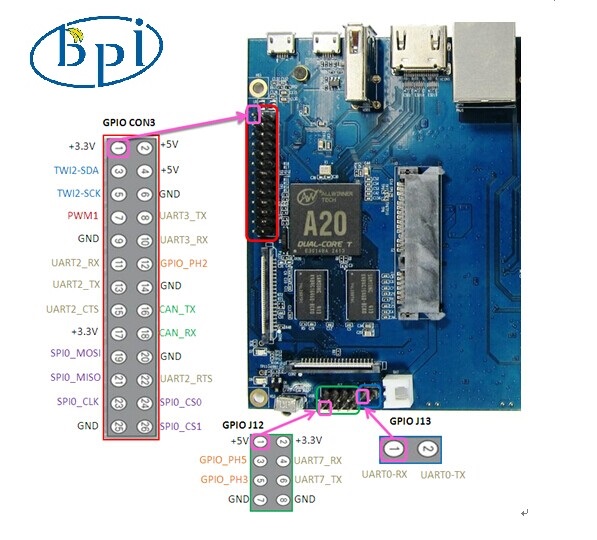 bpi
GPIO CON3
+3.3V 1 2 +5V
TWI2-SDA 3 4 +5V
TWI2-SCK 5 6 GND
PWM1 7 8 UART3_TX
GND 9 10 UART3_RX
UART2_RX 11 12 GPIO_PH2
UART2_TX 13 14 GND
UART2_CTS 15 16 CAN_TX
+3.3V 17 18 CAN_RX
SPI0_MOSI 19 20 GND
SPI0_MISO 21 22 UART2_RTS
SPI0_CLK 23 24 SPI0_CS0
GND 25 26 SPI0_CS1
ALLWINNER
TECH
A20
DUAL-CORE T
GPIO J12
+5V 1 2 +3.3V
GPIO_PH5 3 4 UART7_RX
GPIO_PH3 5 6 UART7_TX
GND 7 8 GND
GPIO J13
1 2
UART0-RX UART0-TX